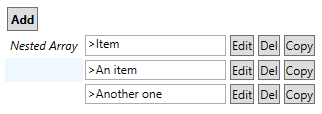 Add
Nested Array >Item Edit Del Copy
>An item Edit Del Copy
>Another one Edit Del Copy